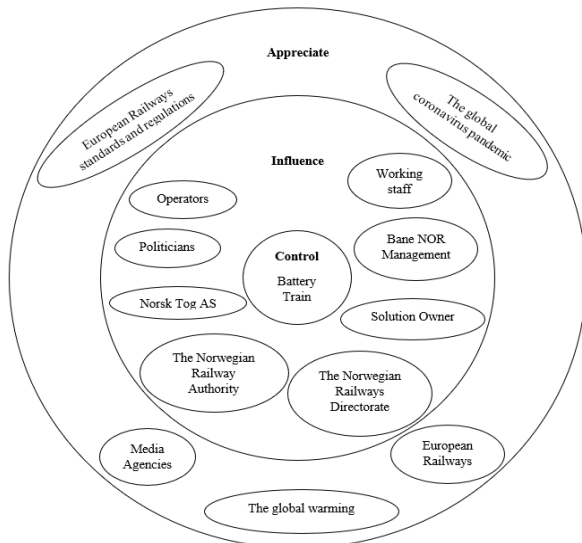 Appreciate
European Railways
standards and regulations
The global
coronavirus pandemic
Influence
Working
staff
Operators
Politicians
Bane NOR
Management
Control
Battery
Train
Norsk Tog AS
Solution Owner
The Norwegian
Railway
Authority
The Norwegian
Railways
Directorate
Media
Agencies
European
Railways
The global warming